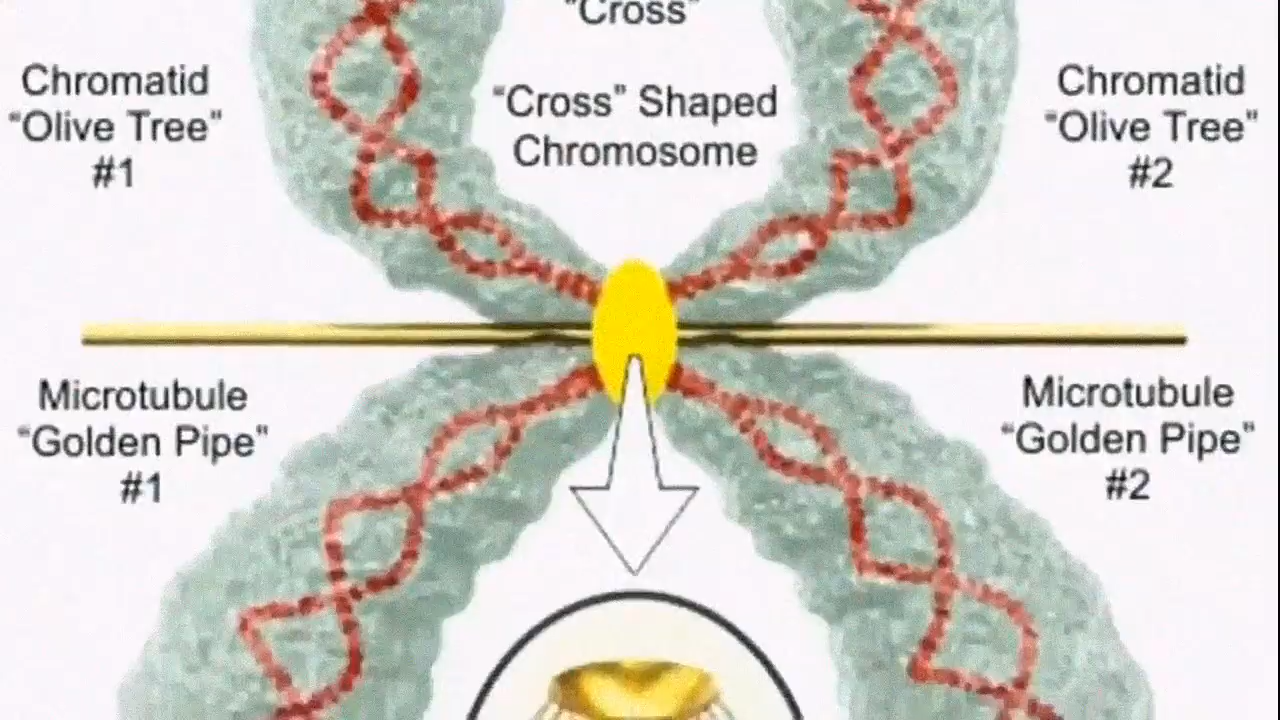 "Cross"
"Cross" Shaped
Chromosome
Chromatid
"Olive Tree"
#1
Chromatid
"Olive Tree"
#2
Microtubule
"Golden Pipe"
#1
Microtubule
"Golden Pipe"
#2